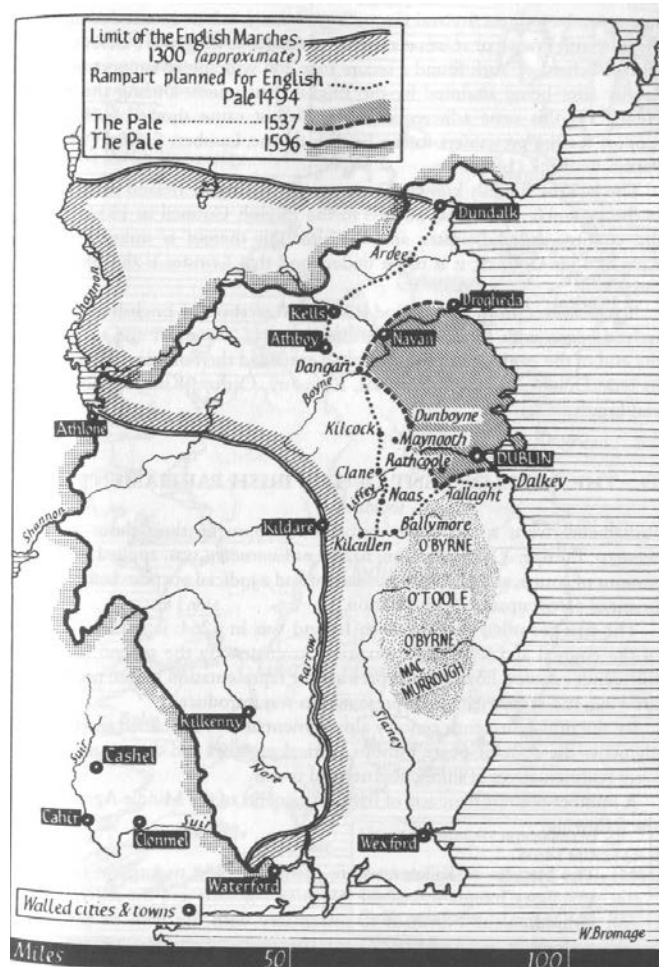 Limit of the English Marches
1300 (approximate)
Rampart planned for English
Pale 1494
The Pale 1537
The Pale 1596
Dundalk
Ardee
Shannon
Drogheda
Kells
Navan
Athboy
Dangan
Boyne
Dunboyne
Athlone
Kilcock
Maynooth
DUBLIN
Rathcoole
Clane
Dalkey
Liffey
Naas
Tallaght
Shannon
Kildare
Ballymore
Kilcullen
O'BYRNE
O'TOOLE
Barrow
O'BYRNE
MAC
MURROUGH
Slaney
Kilkenny
Suir
Nore
Cashel
Cahir
Clonmel
Suir
Wexford
Waterford
Walled cities & towns
W.Bromage
Miles 50 100